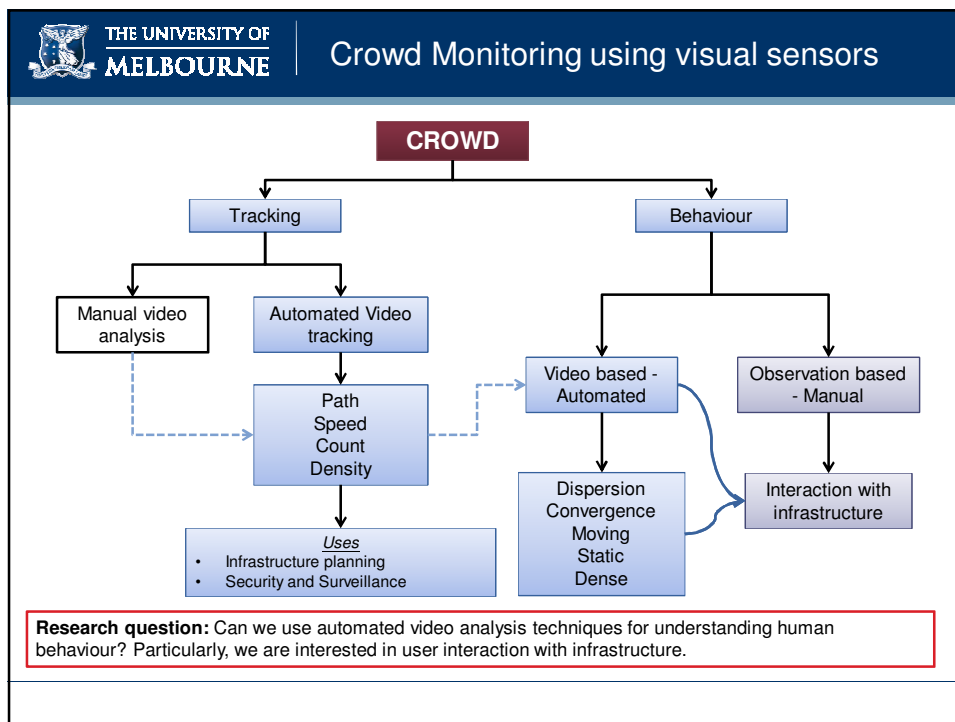 THE UNIVERSITY OF
MELBOURNE
Crowd Monitoring using visual sensors
CROWD
Tracking
Behaviour
Manual video
analysis
Automated Video
tracking
Video based -
Automated
Observation based
- Manual
Path
Speed
Count
Density
Dispersion
Convergence
Moving
Static
Dense
Interaction with
infrastructure
Uses
• Infrastructure planning
• Security and Surveillance
Research question: Can we use automated video analysis techniques for understanding human
behaviour? Particularly, we are interested in user interaction with infrastructure.